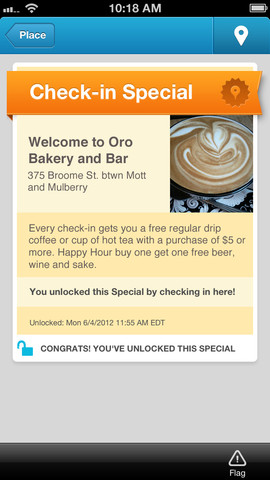 10:18 AM
Place
Check-in Special
Welcome to Oro
Bakery and Bar
375 Broome St. btwn Mott
and Mulberry
Every check-in gets you a free regular drip
coffee or cup of hot tea with a purchase of $5 or
more. Happy Hour buy one get one free beer,
wine and sake.
You unlocked this Special by checking in here!
Unlocked: Mon 6/4/2012 11:55 AM EDT
CONGRATS! YOU'VE UNLOCKED THIS SPECIAL
Flag